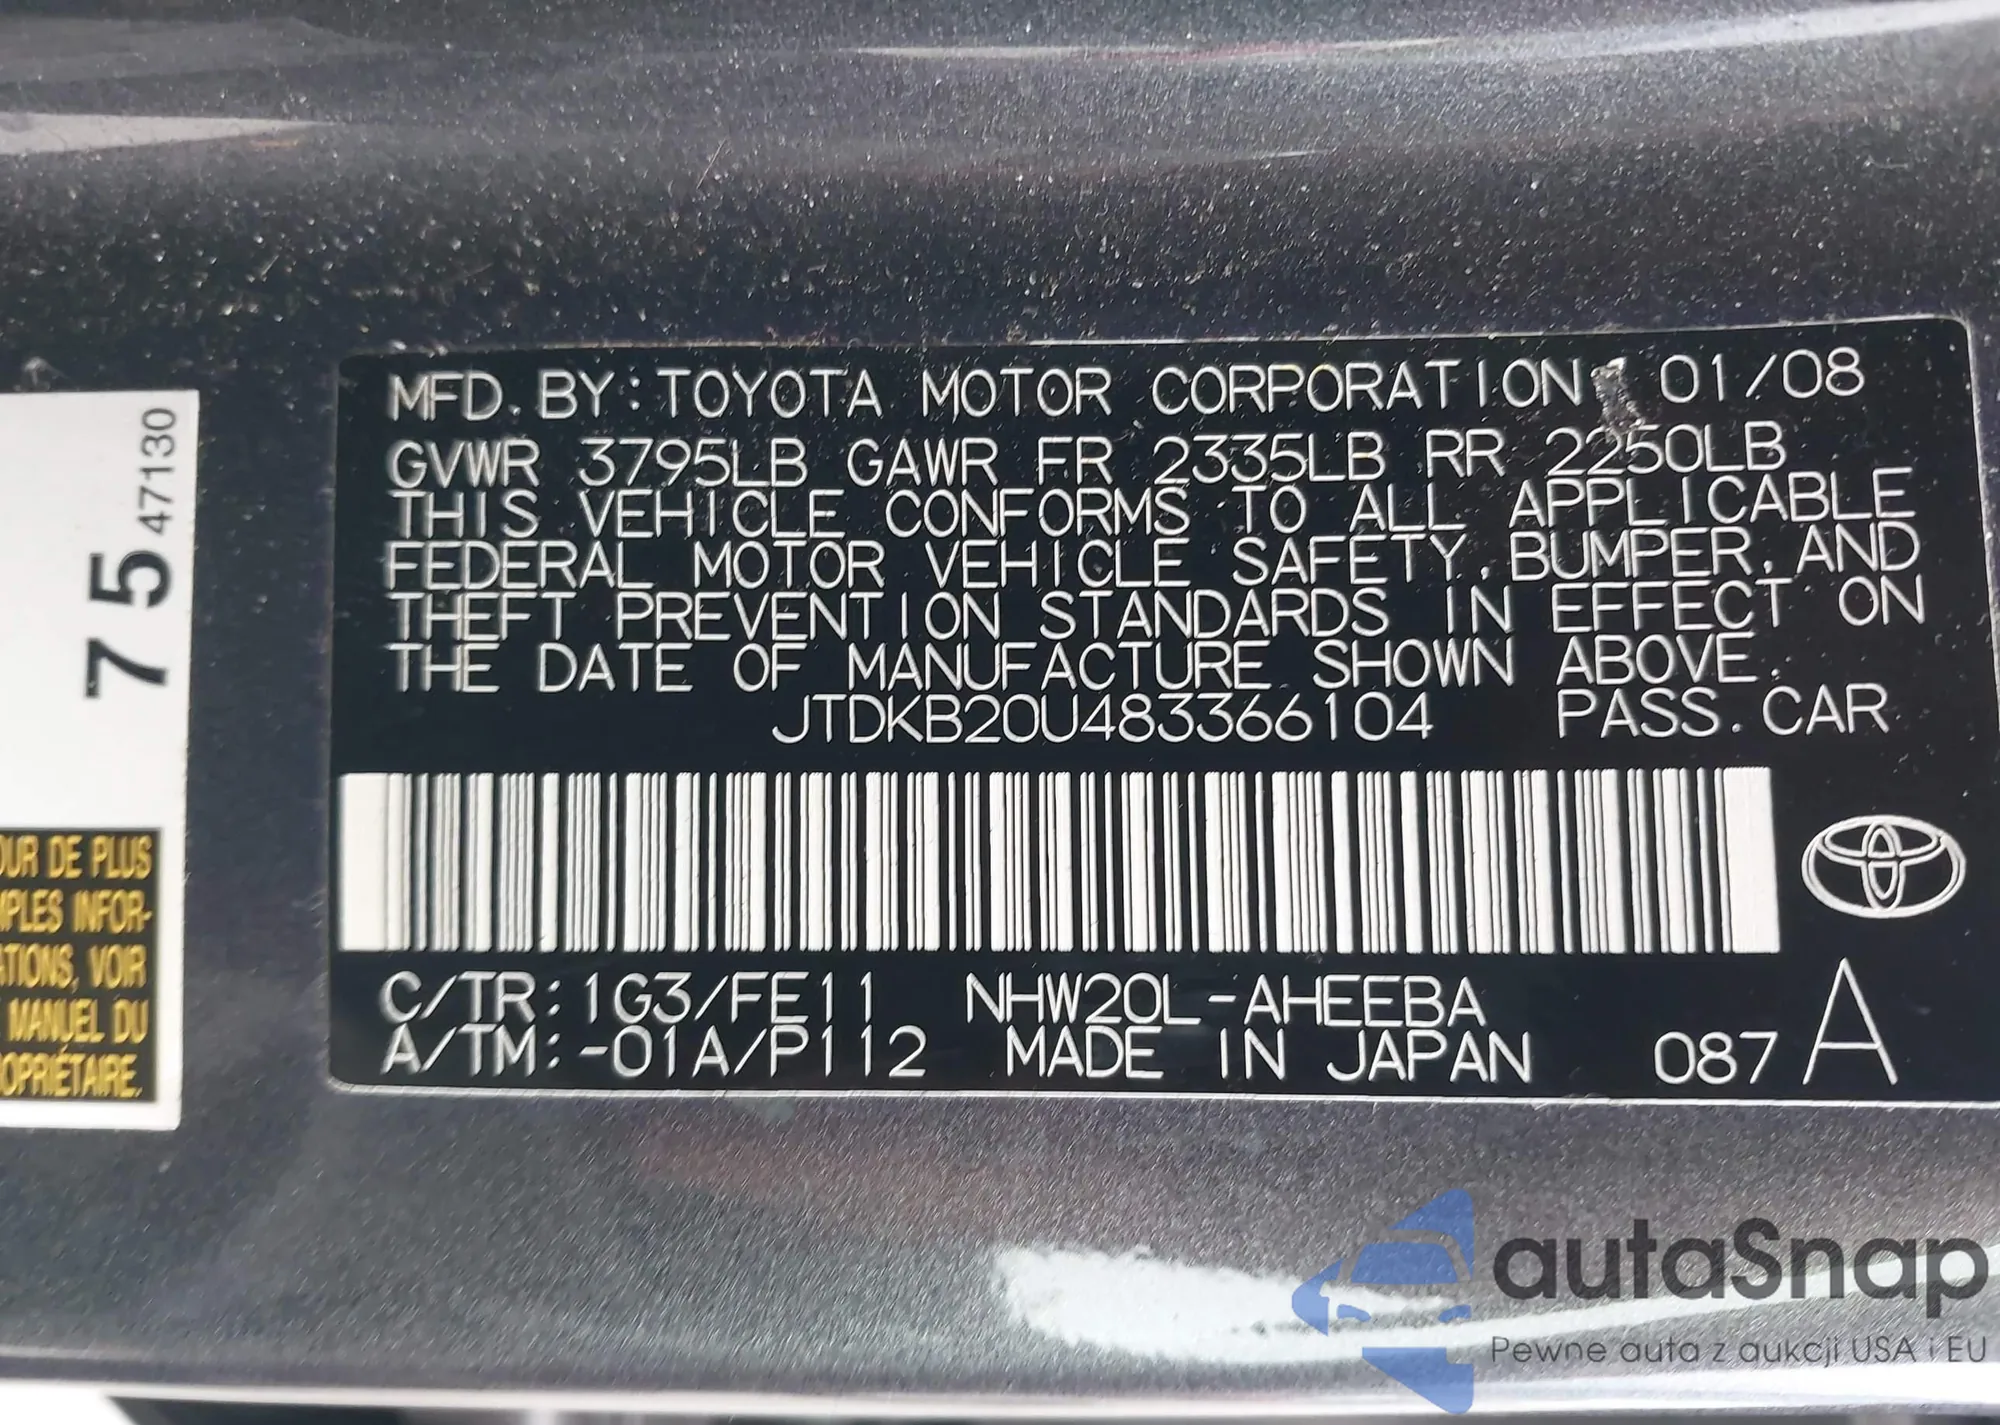 MFD. BY: TOYOTA MOTOR CORPORATION 01/08
GVWR 3795LB GAWR FR 2335LB RR 2250LB
THIS VEHICLE CONFORMS TO ALL APPLICABLE
FEDERAL MOTOR VEHICLE SAFETY, BUMPER, AND
THEFT PREVENTION STANDARDS IN EFFECT ON
THE DATE OF MANUFACTURE SHOWN ABOVE.
JTDKB20U483366104 PASS. CAR
C/TR: 1G3/FE11 NHW20L-AHEEBA
A/TM: -01A/P112 MADE IN JAPAN 087 A
75 47130
OUR DE PLUS
MPLES INFOR-
ATIONS, VOIR
MANUEL DU
OPRIÉTAIRE.
autaSnap
Pewne auta z aukcji USA i EU